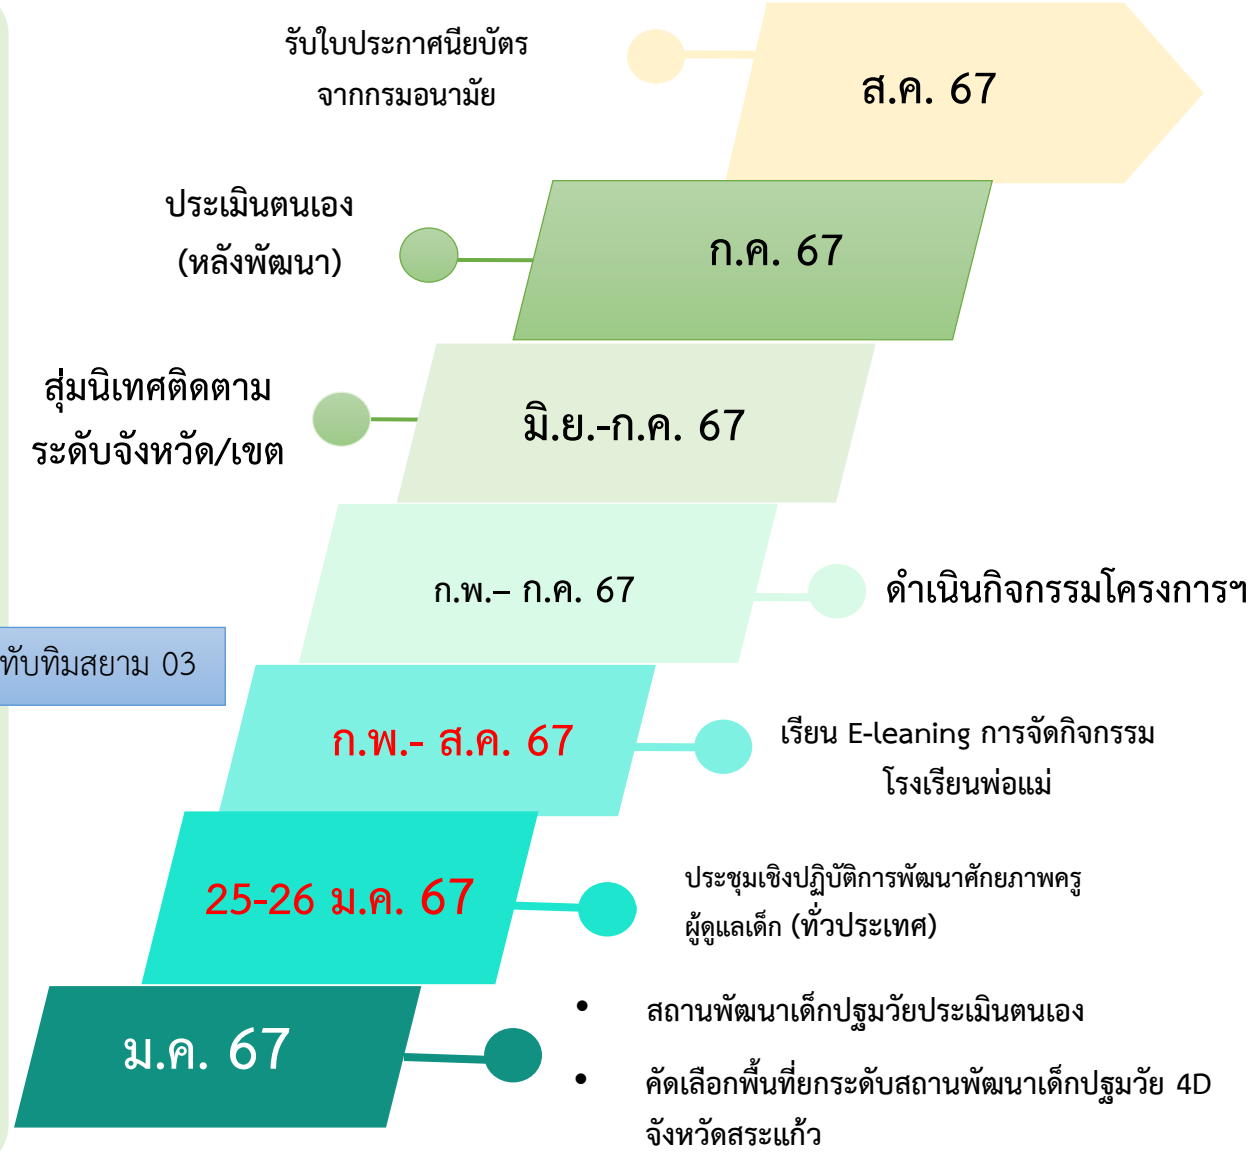 รับใบประกาศนียบัตร
จากกรมอนามัย
ส.ค. 67
ประเมินตนเอง
(หลังพัฒนา)
ก.ค. 67
สุ่มนิเทศติดตาม
ระดับจังหวัด/เขต
มิ.ย.-ก.ค. 67
ก.พ.– ก.ค. 67
ดำเนินกิจกรรมโครงการฯ
ทับทิมสยาม 03
ก.พ.- ส.ค. 67
เรียน E-leaning การจัดกิจกรรม
โรงเรียนพ่อแม่
25-26 ม.ค. 67
ประชุมเชิงปฏิบัติการพัฒนาศักยภาพครู
ผู้ดูแลเด็ก (ทั่วประเทศ)
ม.ค. 67
• สถานพัฒนาเด็กปฐมวัยประเมินตนเอง
• คัดเลือกพื้นที่ยกระดับสถานพัฒนาเด็กปฐมวัย 4D
จังหวัดสระแก้ว